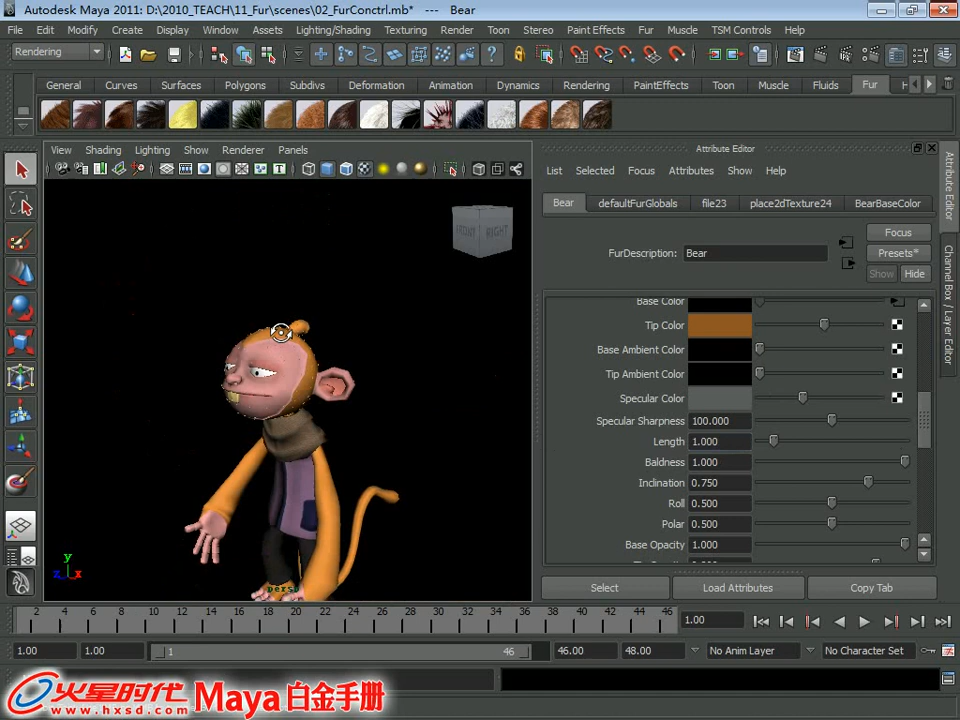 Autodesk Maya 2011: D:\2010_TEACH\11_Fur\scenes\02_FurConctrl.mb* --- Bear
File Edit Modify Create Display Window Assets Lighting/Shading Texturing Render Toon Stereo Paint Effects Fur Muscle TSM Controls Help
Rendering
General Curves Surfaces Polygons Subdivs Deformation Animation Dynamics Rendering PaintEffects Toon Muscle Fluids Fur
View Shading Lighting Show Renderer Panels
Attribute Editor
List Selected Focus Attributes Show Help
Bear defaultFurGlobals file23 place2dTexture24 BearBaseColor
Focus
FurDescription: Bear
Presets*
Show Hide
Base Color
Tip Color
Base Ambient Color
Tip Ambient Color
Specular Color
Specular Sharpness 100.000
Length 1.000
Baldness 1.000
Inclination 0.750
Roll 0.500
Polar 0.500
Base Opacity 1.000
Select Load Attributes Copy Tab
Attribute Editor
Channel Box / Layer Editor
FRONT RIGHT
y
z x
persp
2 4 6 8 10 12 14 16 18 20 22 24 26 28 30 32 34 36 38 40 42 44 46
1.00
1.00 1.00 1 46 46.00 48.00 No Anim Layer No Character Set
火星时代 Maya 白金手册
www.hxsd.com